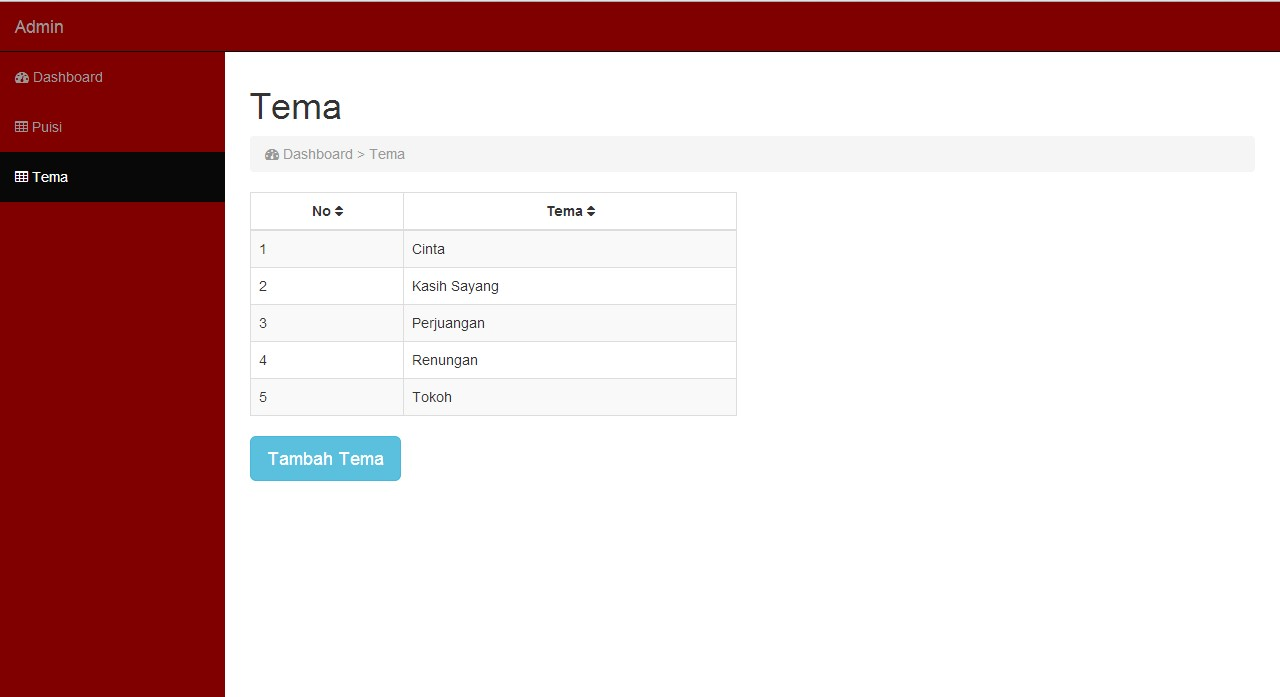 Admin
Dashboard
Puisi
Tema
Tema
Dashboard > Tema
No Tema
1 Cinta
2 Kasih Sayang
3 Perjuangan
4 Renungan
5 Tokoh
Tambah Tema